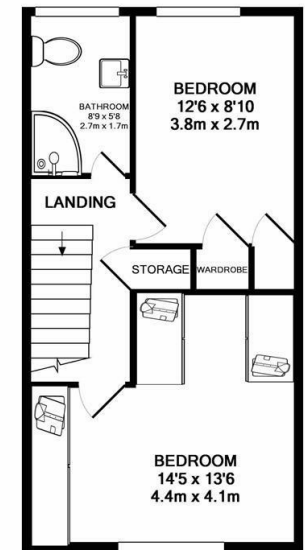 BEDROOM
12'6 x 8'10
3.8m x 2.7m
BATHROOM
8'9 x 5'8
2.7m x 1.7m
LANDING
STORAGE
WARDROBE
BEDROOM
14'5 x 13'6
4.4m x 4.1m